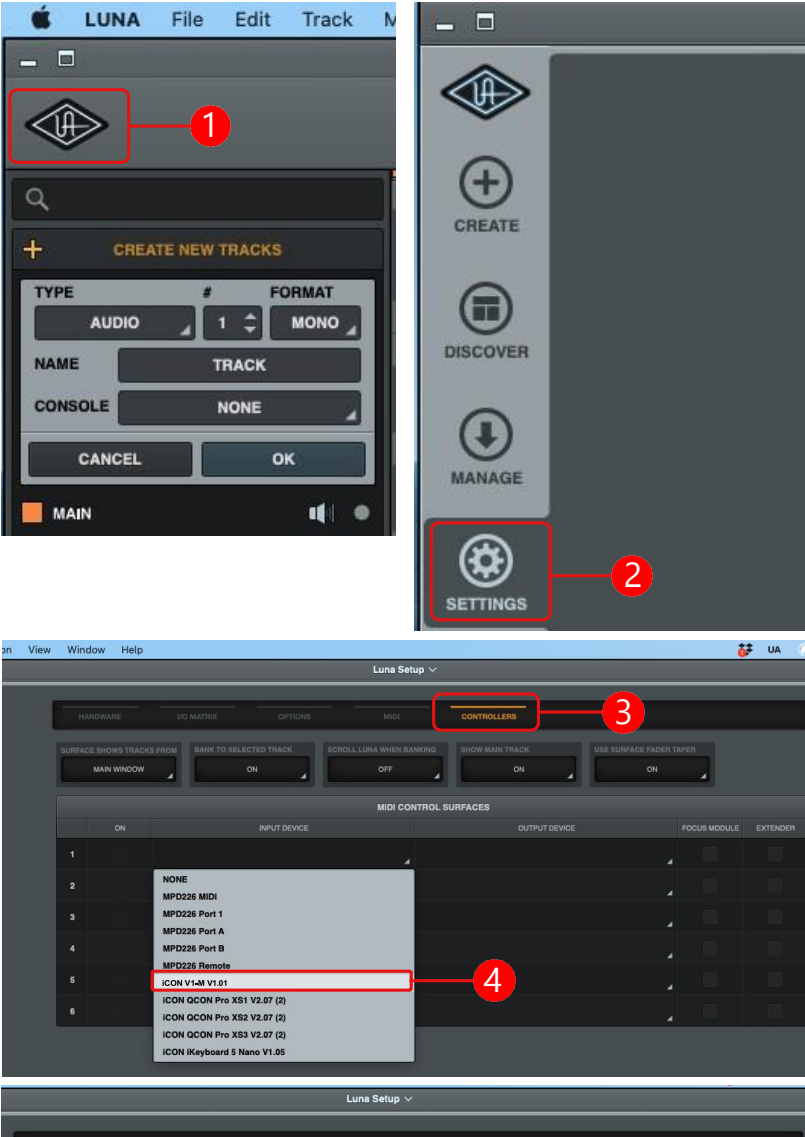 LUNA File Edit Track
1
CREATE NEW TRACKS
TYPE # FORMAT
AUDIO 1 MONO
NAME TRACK
CONSOLE NONE
CANCEL OK
MAIN
UA
CREATE
DISCOVER
MANAGE
SETTINGS
2
on View Window Help UA
Luna Setup
HARDWARE I/O MATRIX OPTIONS MIDI CONTROLLERS
3
SURFACE SHOWS TRACKS FROM BANK TO SELECTED TRACK SCROLL LUNA WHEN BANKING SHOW MAIN TRACK USE SURFACE FADER TAPER
MAIN WINDOW ON OFF ON ON
MIDI CONTROL SURFACES
ON INPUT DEVICE OUTPUT DEVICE FOCUS MODULE EXTENDER
1
2
3
4
5
6
NONE
MPD226 MIDI
MPD226 Port 1
MPD226 Port A
MPD226 Port B
MPD226 Remote
iCON V1-M V1.01
4
iCON QCON Pro XS1 V2.07 (2)
iCON QCON Pro XS2 V2.07 (2)
iCON QCON Pro XS3 V2.07 (2)
iCON iKeyboard 5 Nano V1.05
Luna Setup